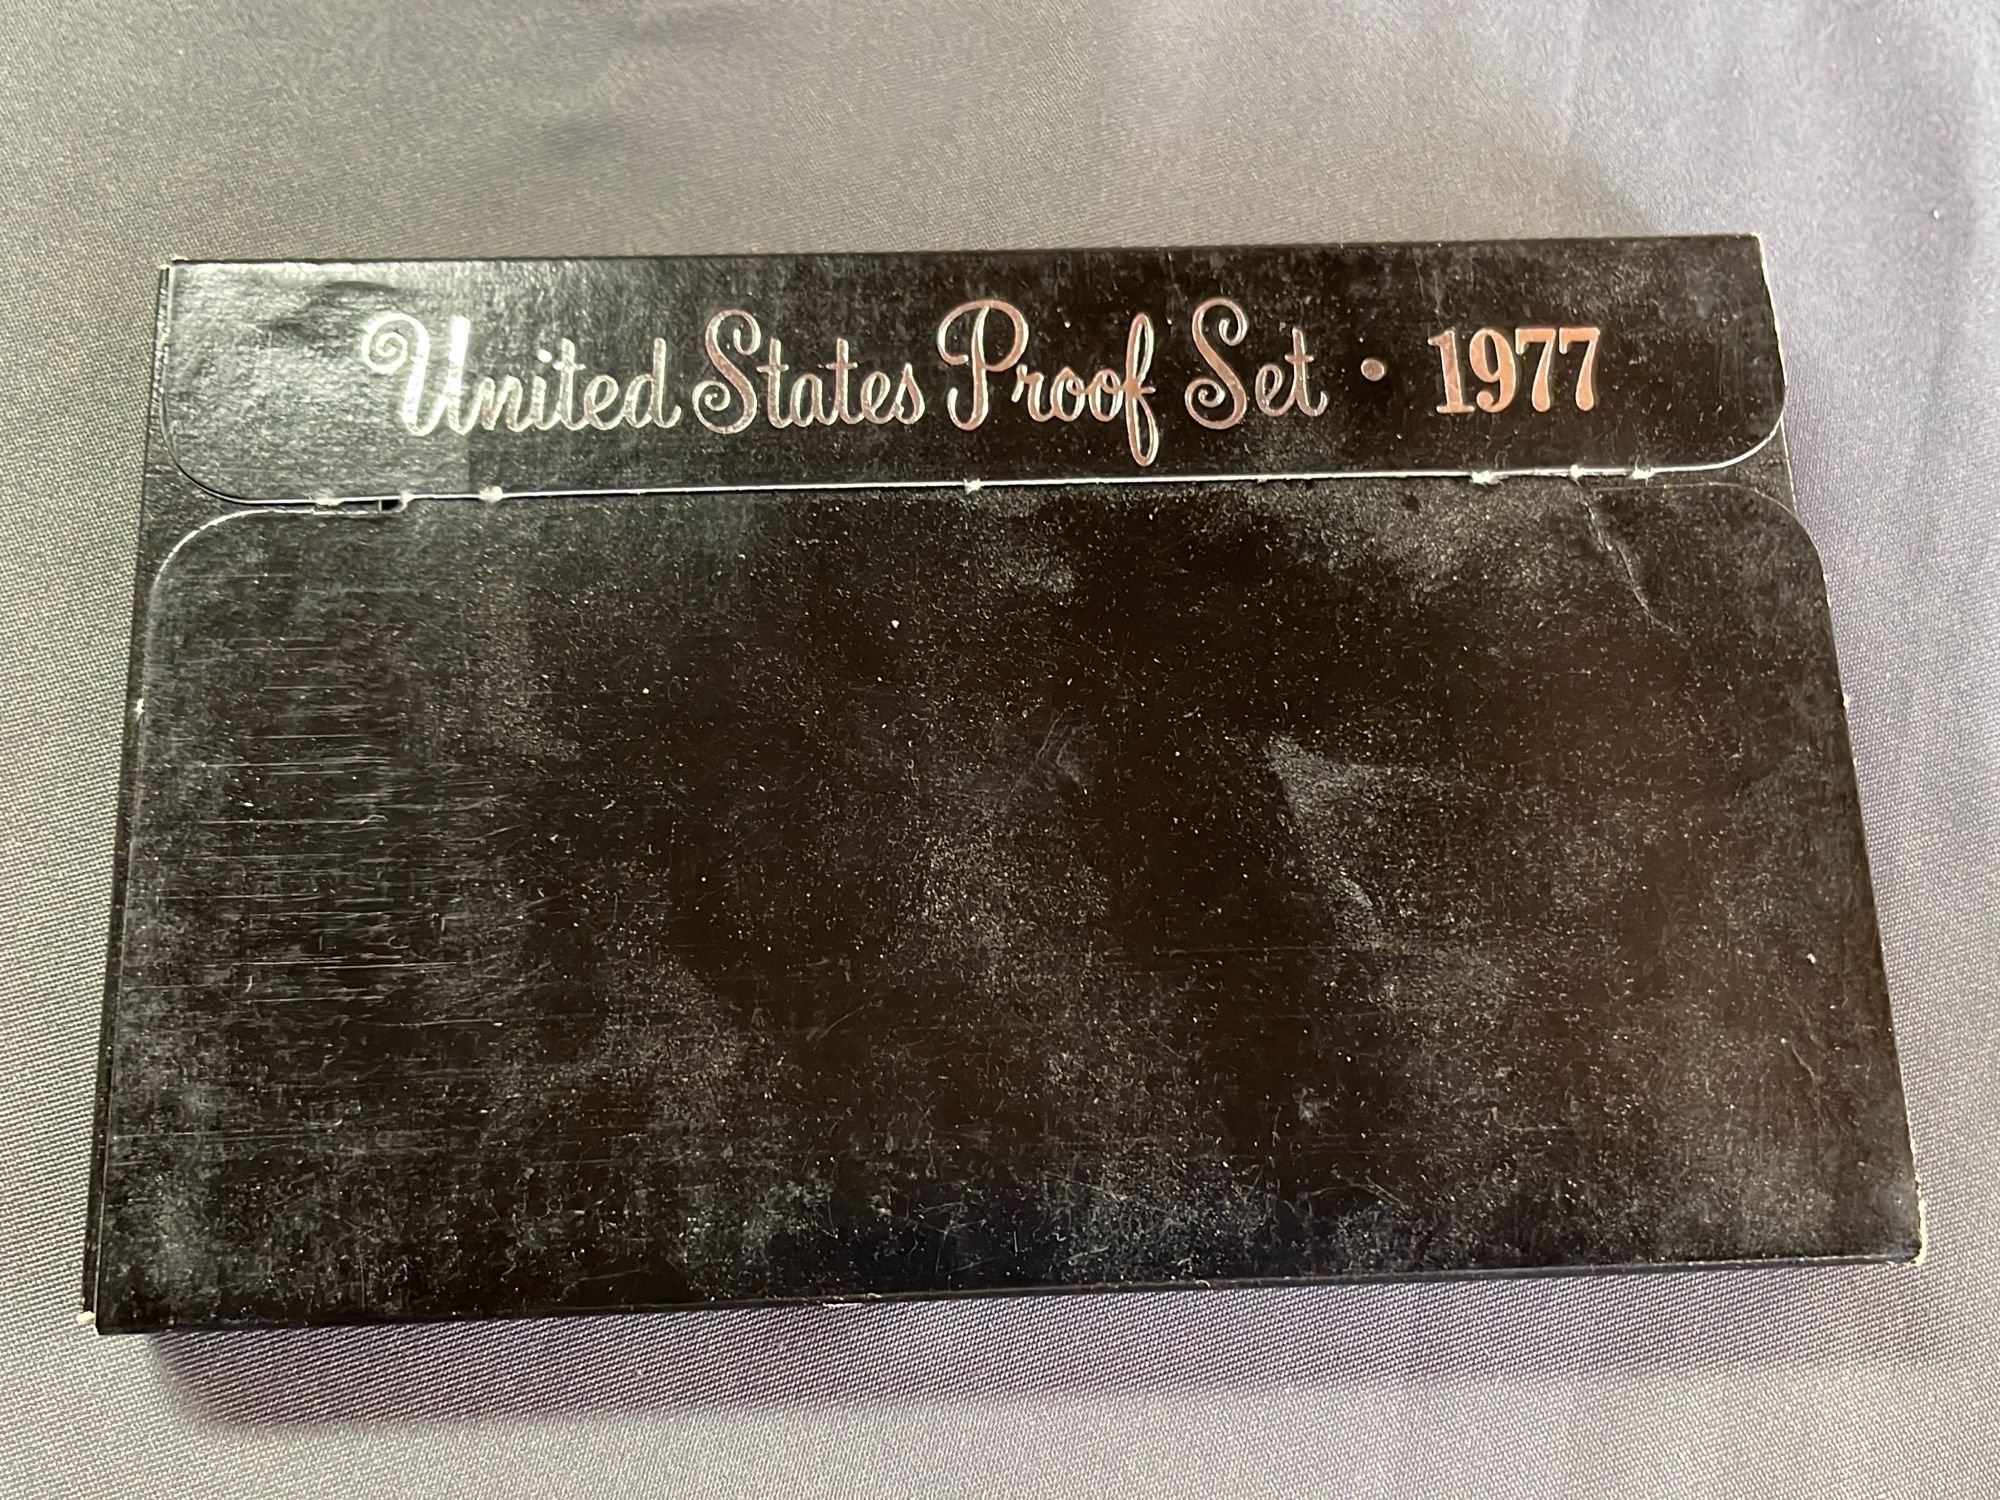 United States Proof Set • 1977